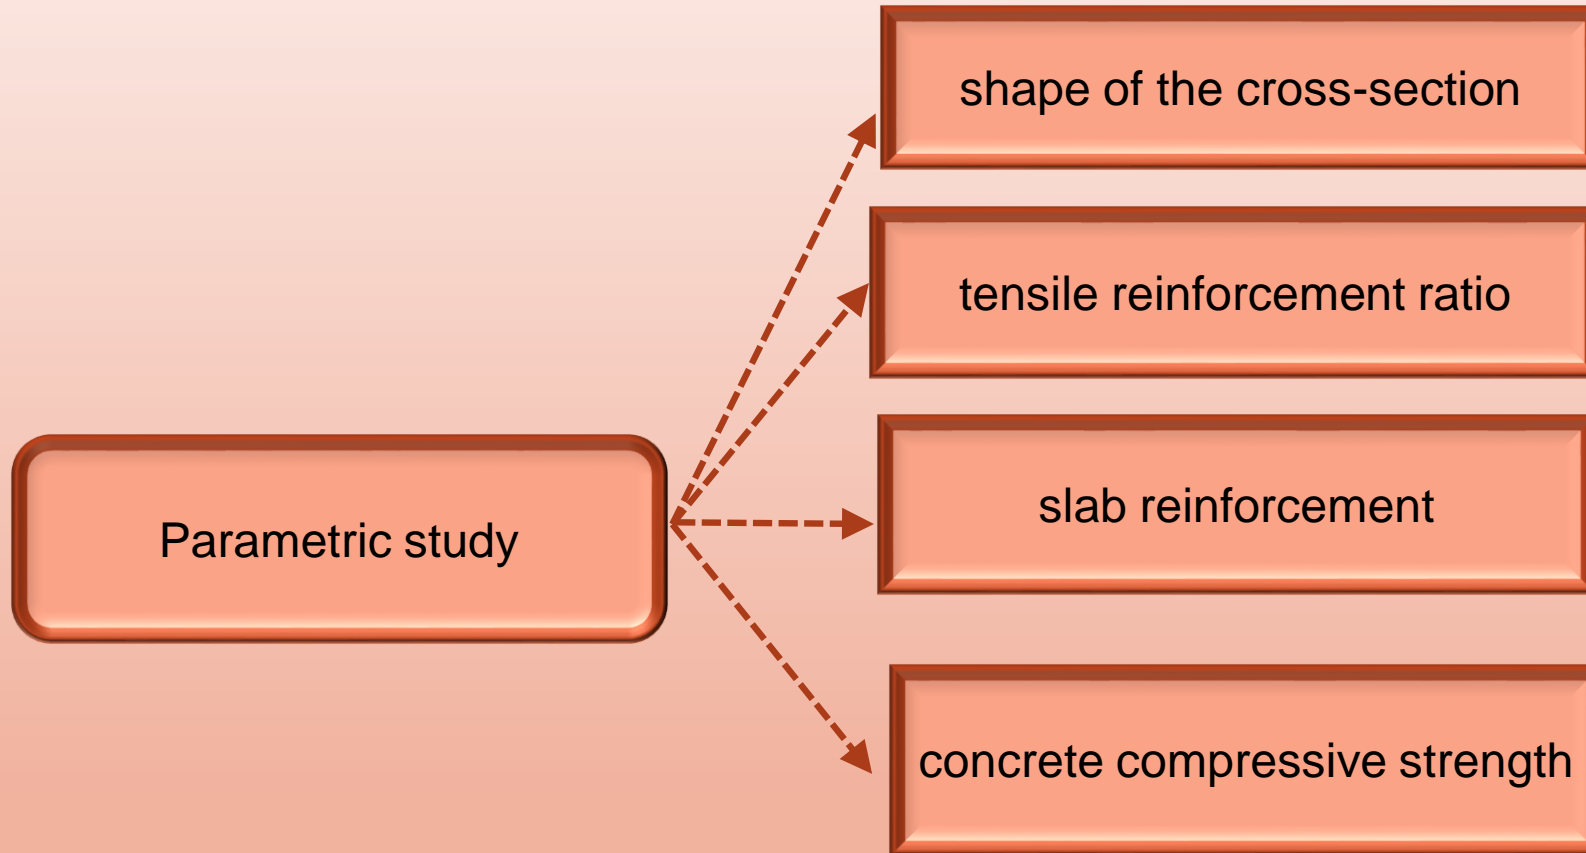 shape of the cross-section
tensile reinforcement ratio
slab reinforcement
Parametric study
concrete compressive strength